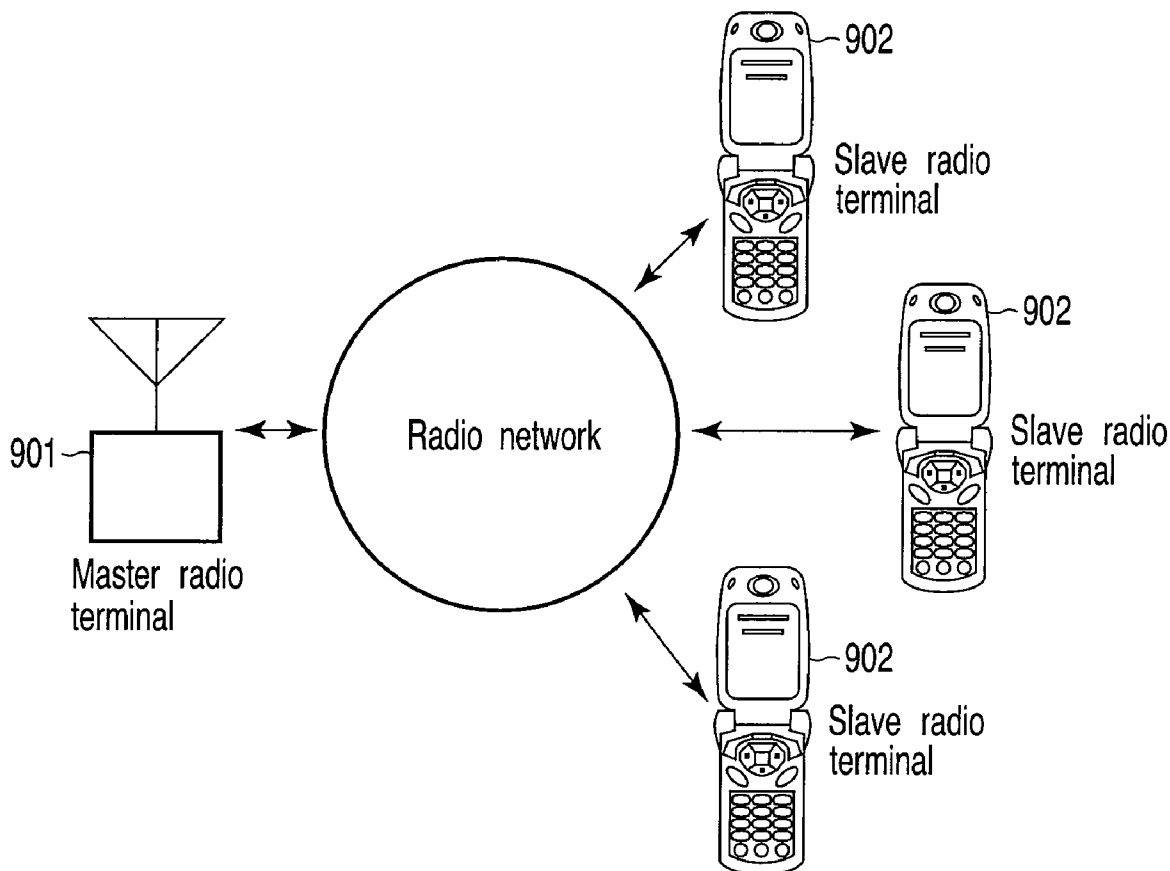 902
Slave radio
terminal
902
Slave radio
terminal
Radio network
901
Master radio
terminal
902
Slave radio
terminal